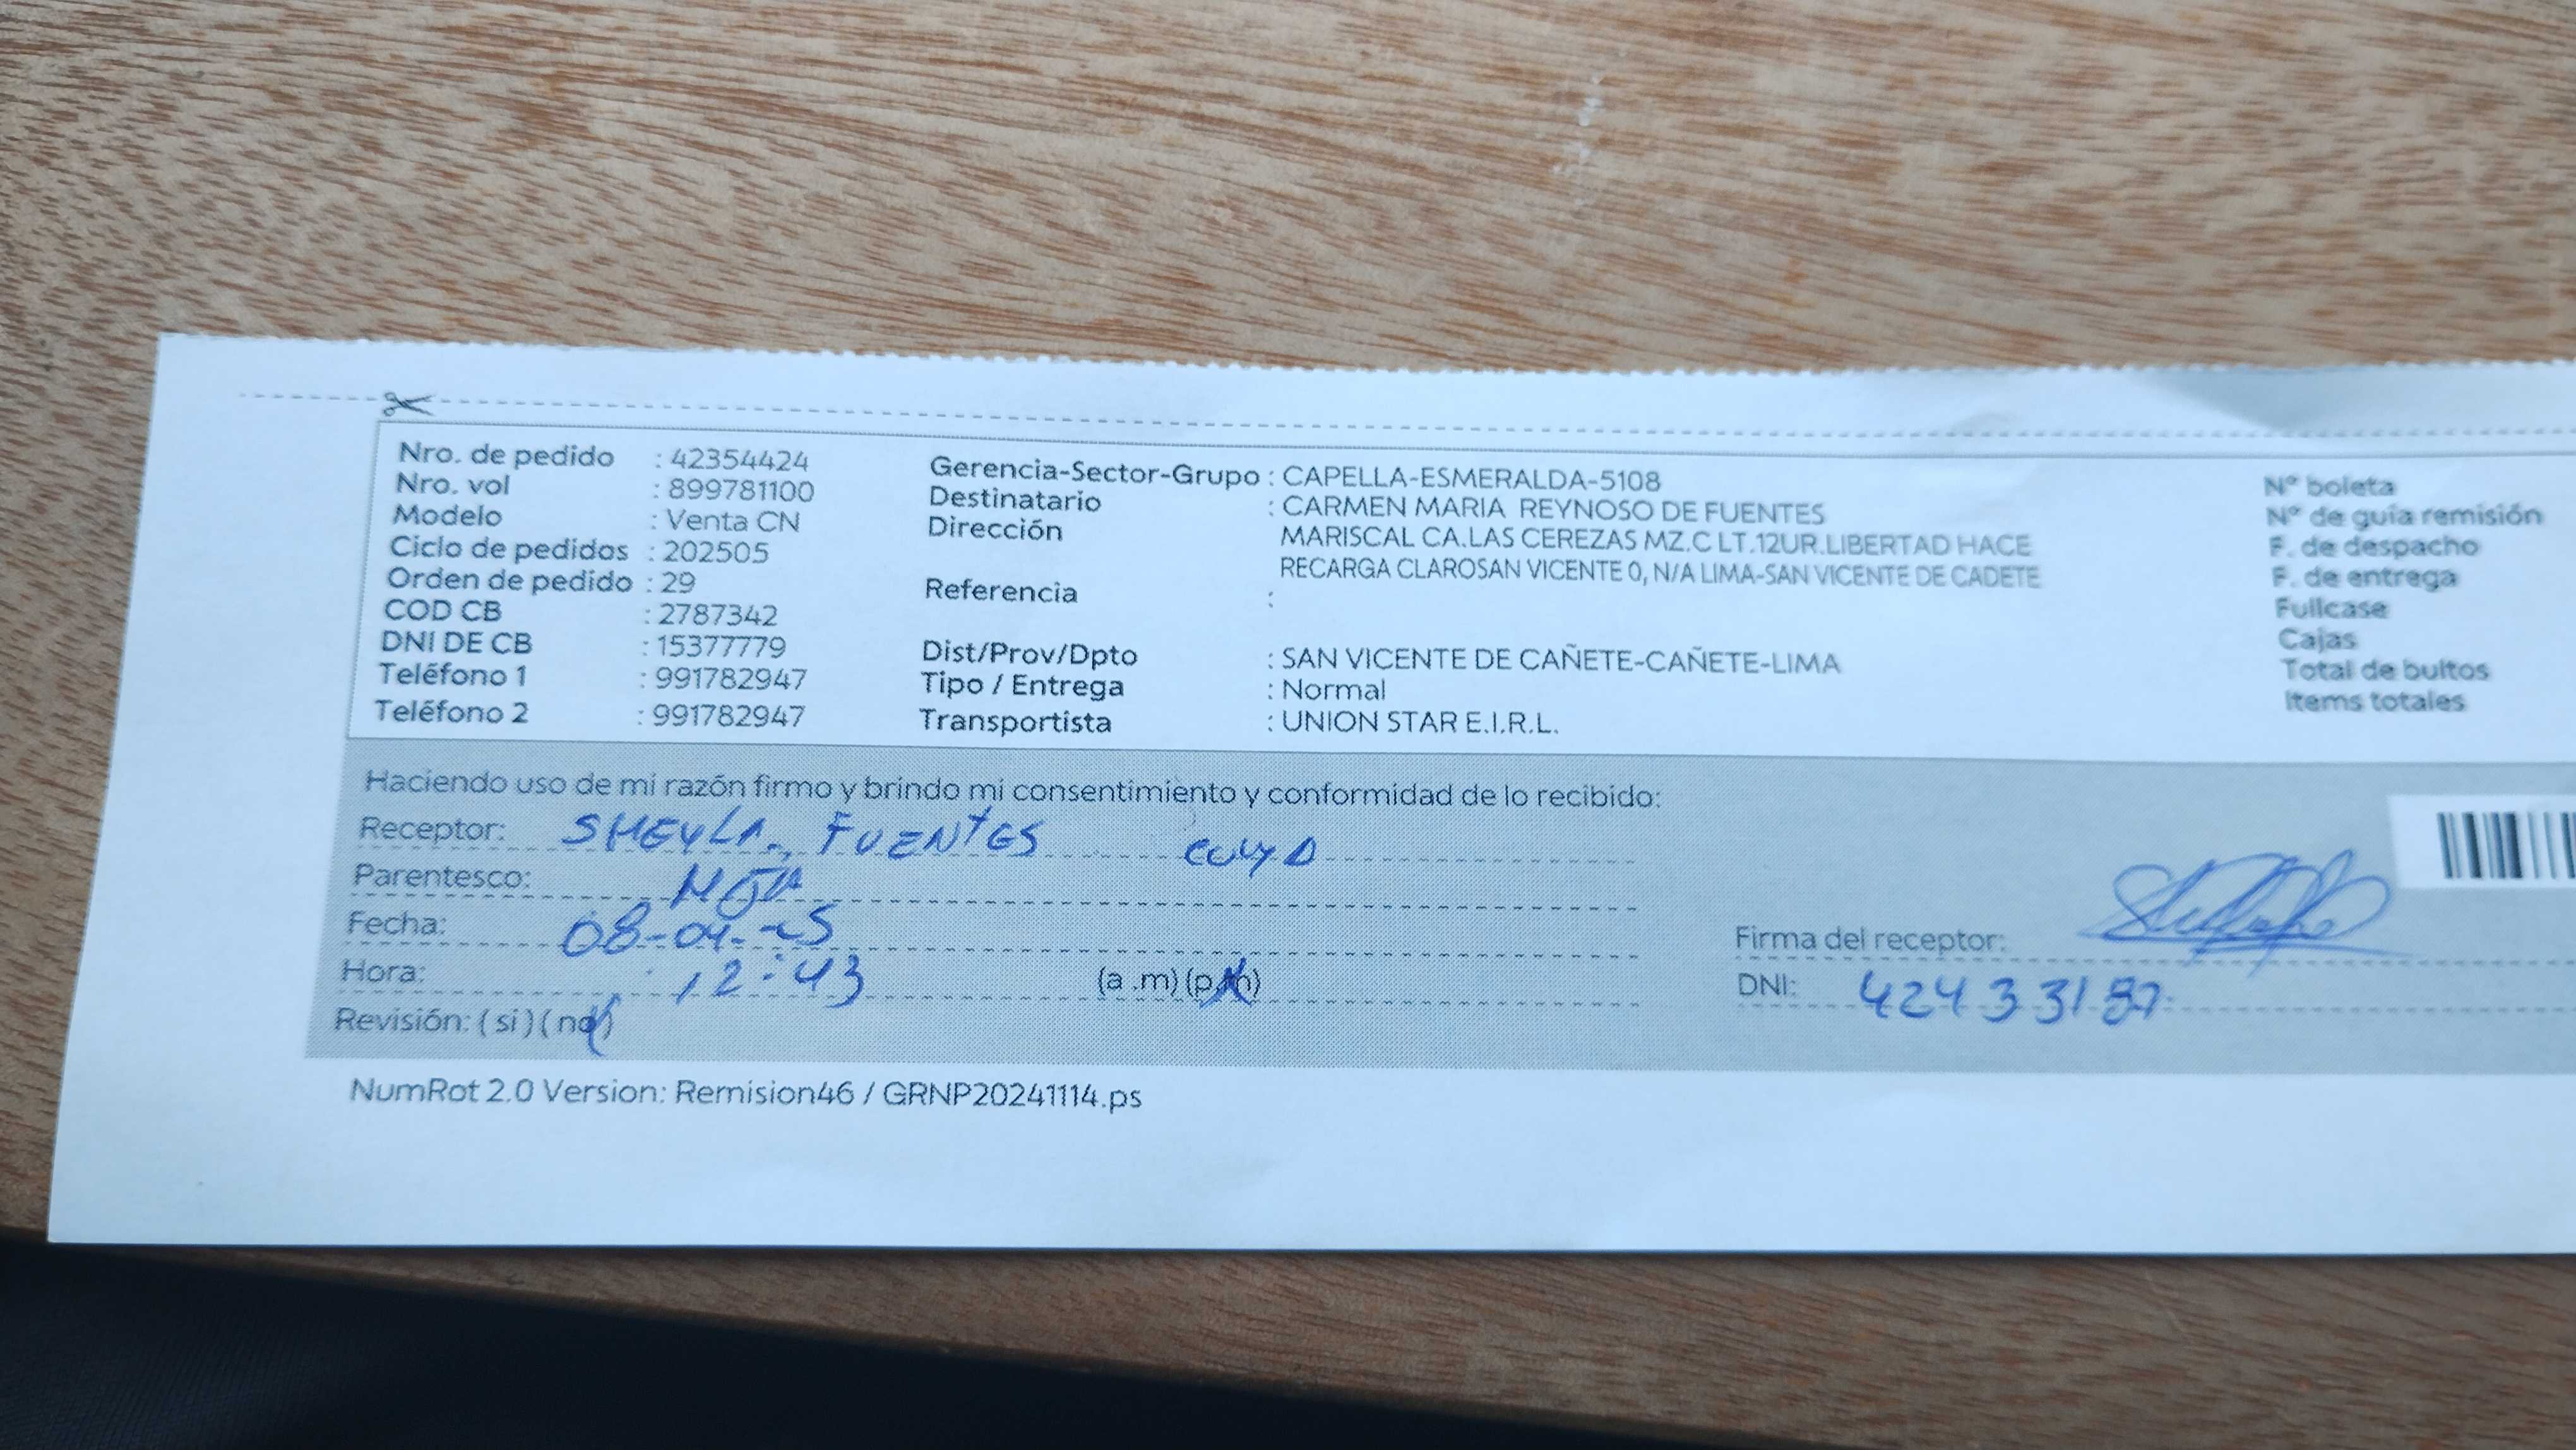 Nro. de pedido : 42354424
Nro. vol : 899781100
Modelo : Venta CN
Ciclo de pedidos : 202505
Orden de pedido : 29
COD CB : 2787342
DNI DE CB : 15377779
Teléfono 1 : 991782947
Teléfono 2 : 991782947
Gerencia-Sector-Grupo : CAPELLA-ESMERALDA-5108
Destinatario : CARMEN MARIA REYNOSO DE FUENTES
Dirección MARISCAL CA.LAS CEREZAS MZ.C LT.12UR.LIBERTAD HACE
RECARGA CLAROSAN VICENTE 0, N/A LIMA-SAN VICENTE DE CADETE
Referencia :
Dist/Prov/Dpto : SAN VICENTE DE CAÑETE-CAÑETE-LIMA
Tipo / Entrega : Normal
Transportista : UNION STAR E.I.R.L.
Nº boleta
Nº de guía remisión
F. de despacho
F. de entrega
Fullcase
Cajas
Total de bultos
Items totales
Haciendo uso de mi razón firmo y brindo mi consentimiento y conformidad de lo recibido:
Receptor: SHEYLA FUENTES
Parentesco:
Fecha: 08-04-25
Hora: 12:43 (a .m) (p.m)
Revisión: ( si ) ( no )
Firma del receptor:
DNI: 42433187
NumRot 2.0 Version: Remision46 / GRNP20241114.ps